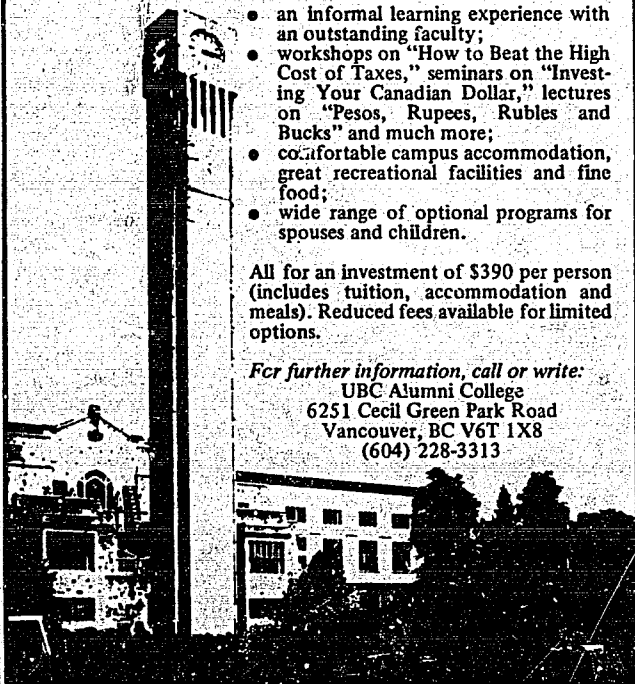 • an informal learning experience with
an outstanding faculty;
• workshops on "How to Beat the High
Cost of Taxes," seminars on "Invest-
ing Your Canadian Dollar," lectures
on "Pesos, Rupees, Rubles and
Bucks" and much more;
• comfortable campus accommodation,
great recreational facilities and fine
food;
• wide range of optional programs for
spouses and children.
All for an investment of $390 per person
(includes tuition, accommodation and
meals). Reduced fees available for limited
options.
For further information, call or write:
UBC Alumni College
6251 Cecil Green Park Road
Vancouver, BC V6T 1X8
(604) 228-3313